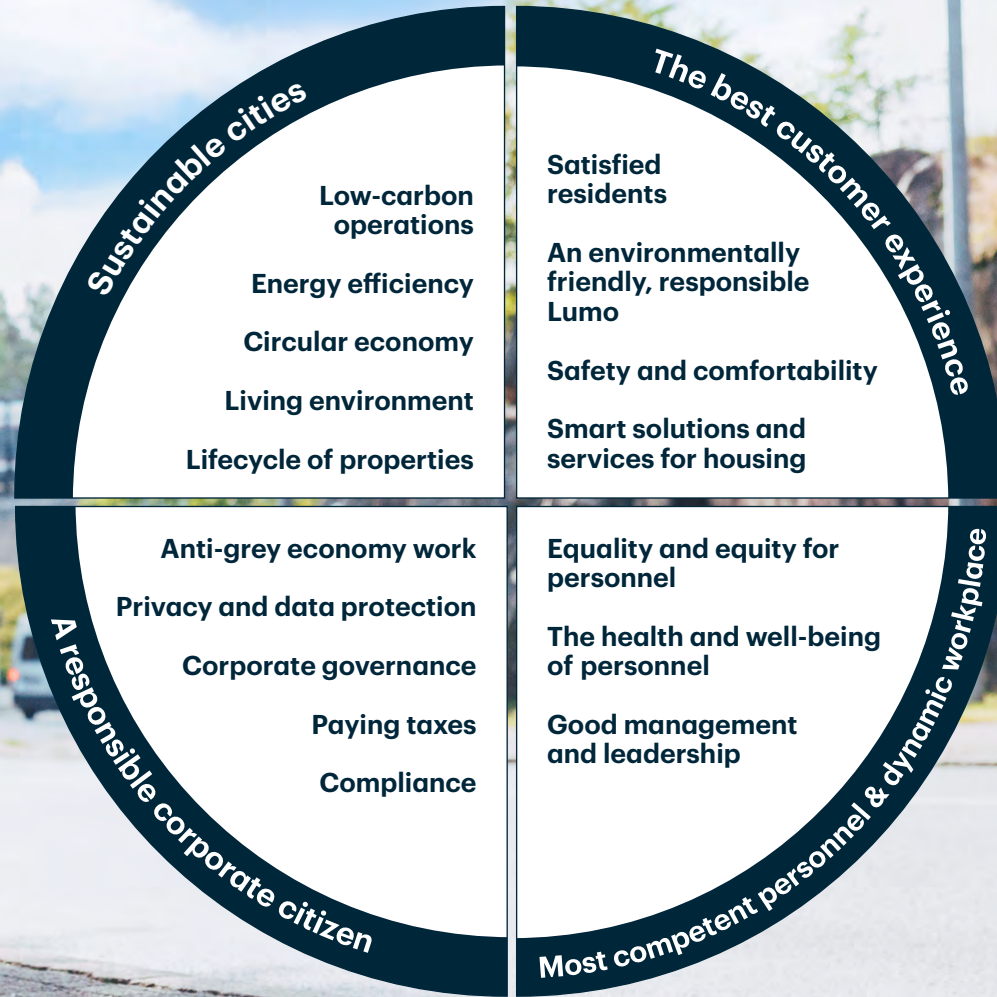 Sustainable cities
Low-carbon
operations
Energy efficiency
Circular economy
Living environment
Lifecycle of properties
The best customer experience
Satisfied
residents
An environmentally
friendly, responsible
Lumo
Safety and comfortability
Smart solutions and
services for housing
A responsible corporate citizen
Anti-grey economy work
Privacy and data protection
Corporate governance
Paying taxes
Compliance
Most competent personnel & dynamic workplace
Equality and equity for
personnel
The health and well-being
of personnel
Good management
and leadership